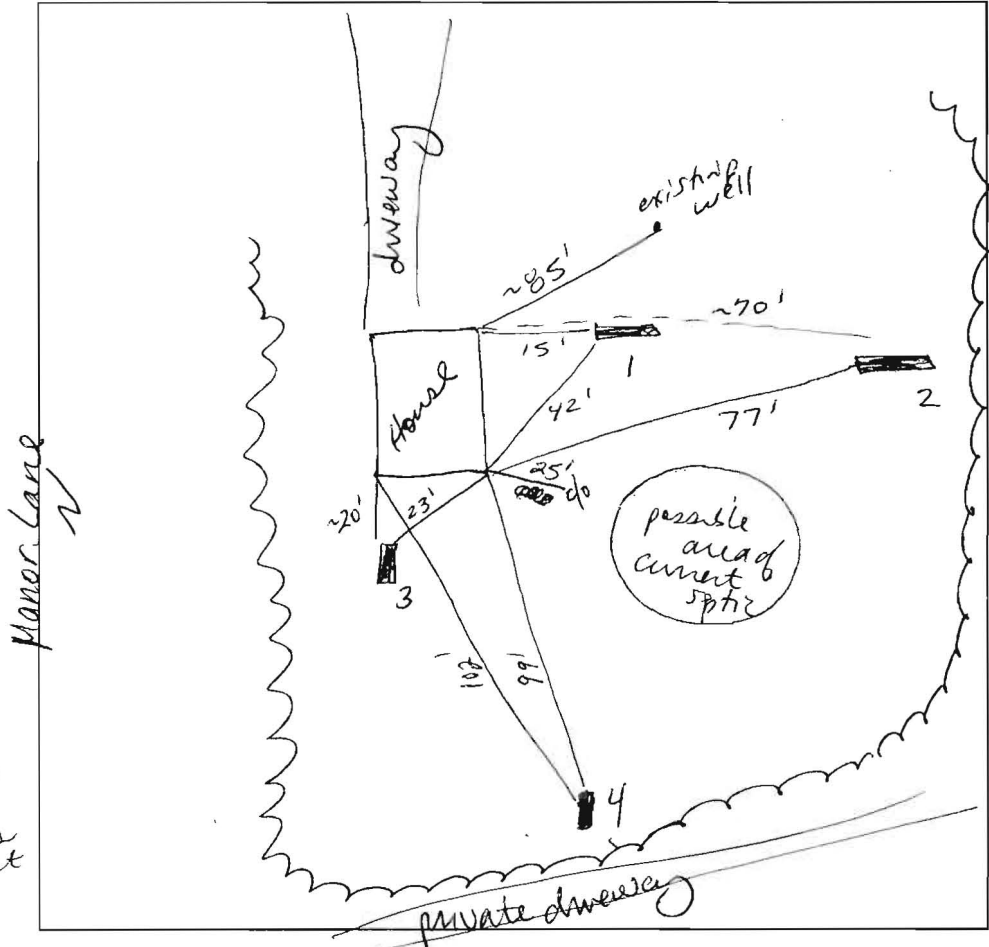 driveway
existing
well
~85'
~70'
15'
1
House
42'
77'
2
25'
c/o
Manor Lane
~20'
23'
3
possible
area of
current
septic
102'
99'
4
private driveway